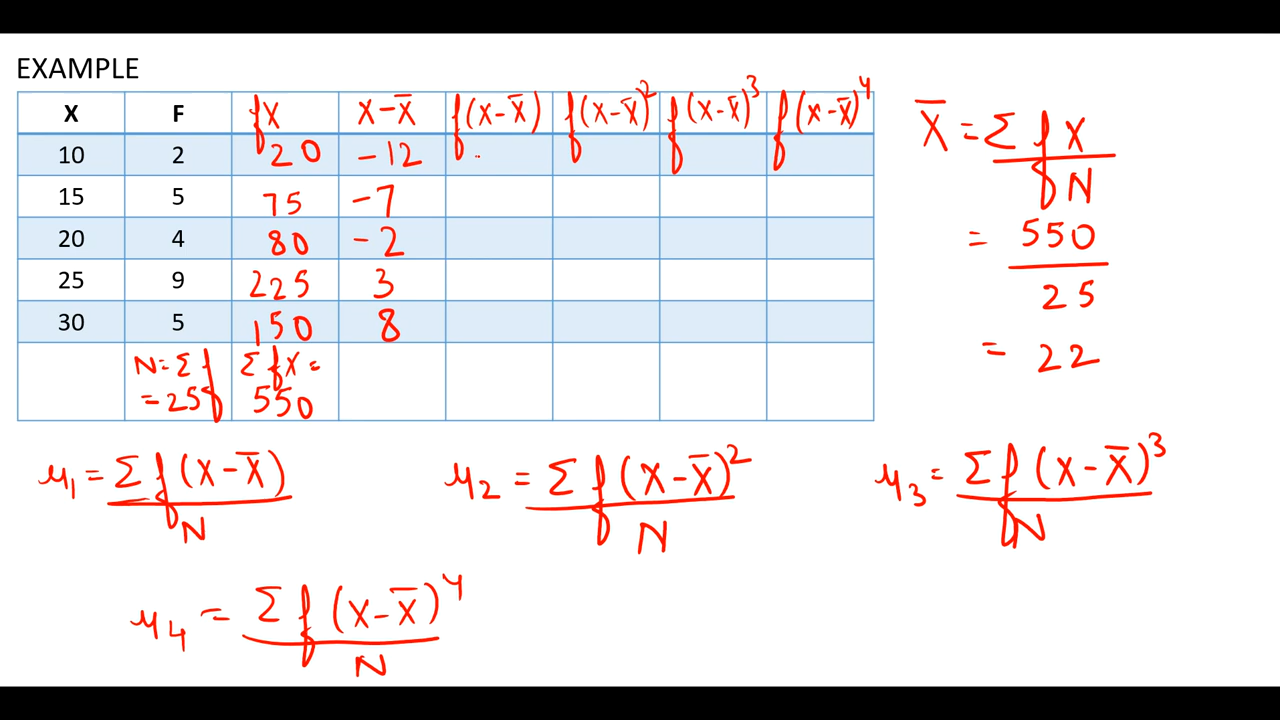 EXAMPLE
X F fX X-X̄ f(X-X̄) f(X-X̄)² f(X-X̄)³ f(X-X̄)⁴
10 2 20 -12
15 5 75 -7
20 4 80 -2
25 9 225 3
30 5 150 8
N=Σf ΣfX=
=25 550
X̄ = ΣfX
N
= 550
25
= 22
μ₁ = Σf(X-X̄)
N
μ₂ = Σf(X-X̄)²
N
μ₃ = Σf(X-X̄)³
N
μ₄ = Σf(X-X̄)⁴
N